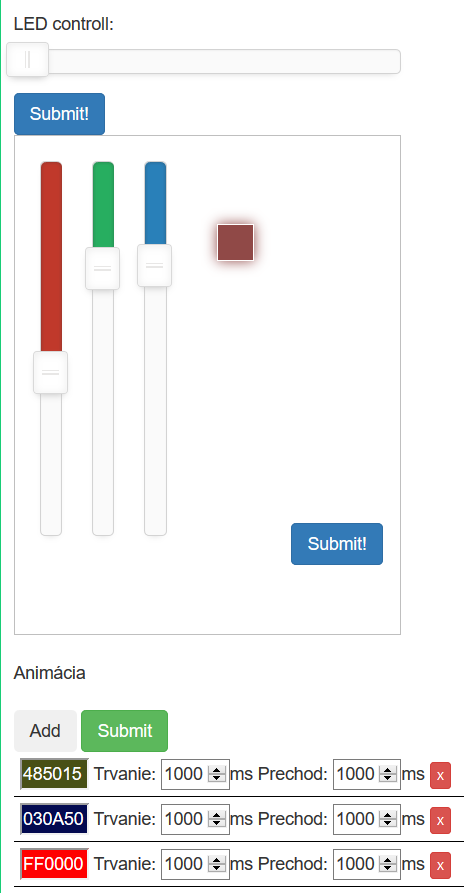 LED controll:
Submit!
Submit!
Animácia
Add Submit
485015 Trvanie: 1000 ms Prechod: 1000 ms x
030A50 Trvanie: 1000 ms Prechod: 1000 ms x
FF0000 Trvanie: 1000 ms Prechod: 1000 ms x